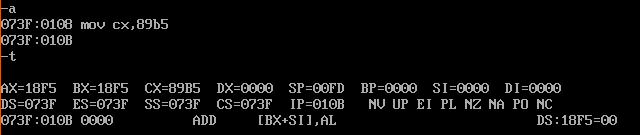 -a
073F:0108 mov cx,89b5
073F:010B
-t
AX=18F5 BX=18F5 CX=89B5 DX=0000 SP=00FD BP=0000 SI=0000 DI=0000
DS=073F ES=073F SS=073F CS=073F IP=010B NV UP EI PL NZ NA PO NC
073F:010B 0000 ADD [BX+SI],AL DS:18F5=00